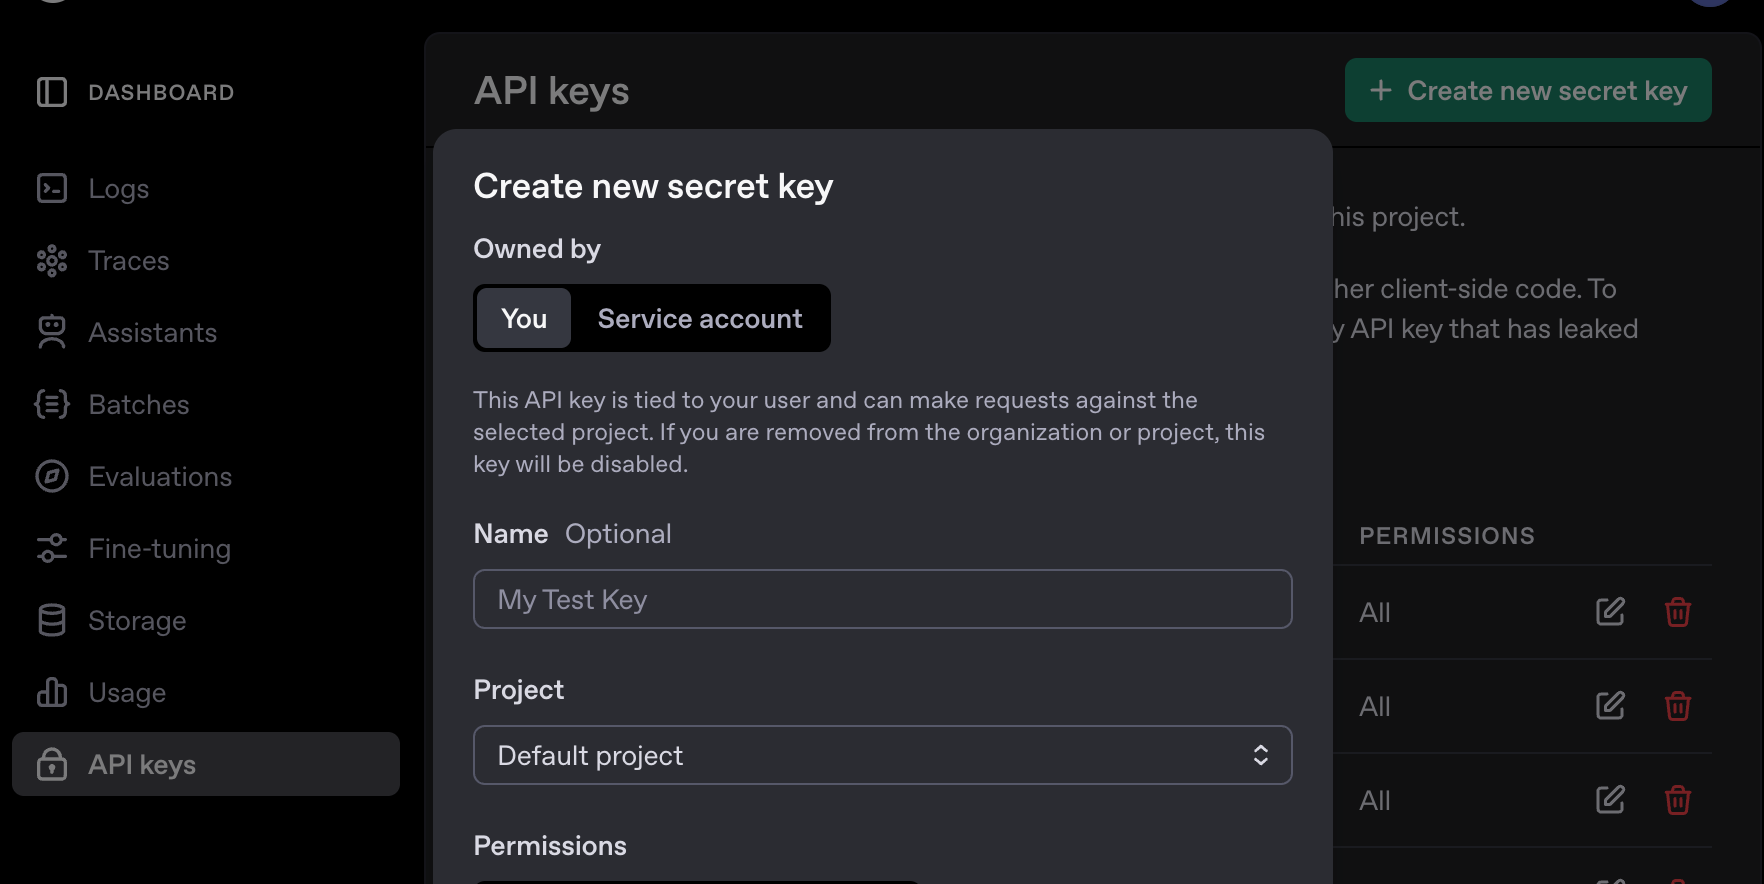 DASHBOARD
Logs
Traces
Assistants
Batches
Evaluations
Fine-tuning
Storage
Usage
API keys
API keys
+ Create new secret key
Create new secret key
Owned by
You
Service account
This API key is tied to your user and can make requests against the
selected project. If you are removed from the organization or project, this
key will be disabled.
Name Optional
My Test Key
Project
Default project
Permissions
his project.
her client-side code. To
y API key that has leaked
PERMISSIONS
All
All
All